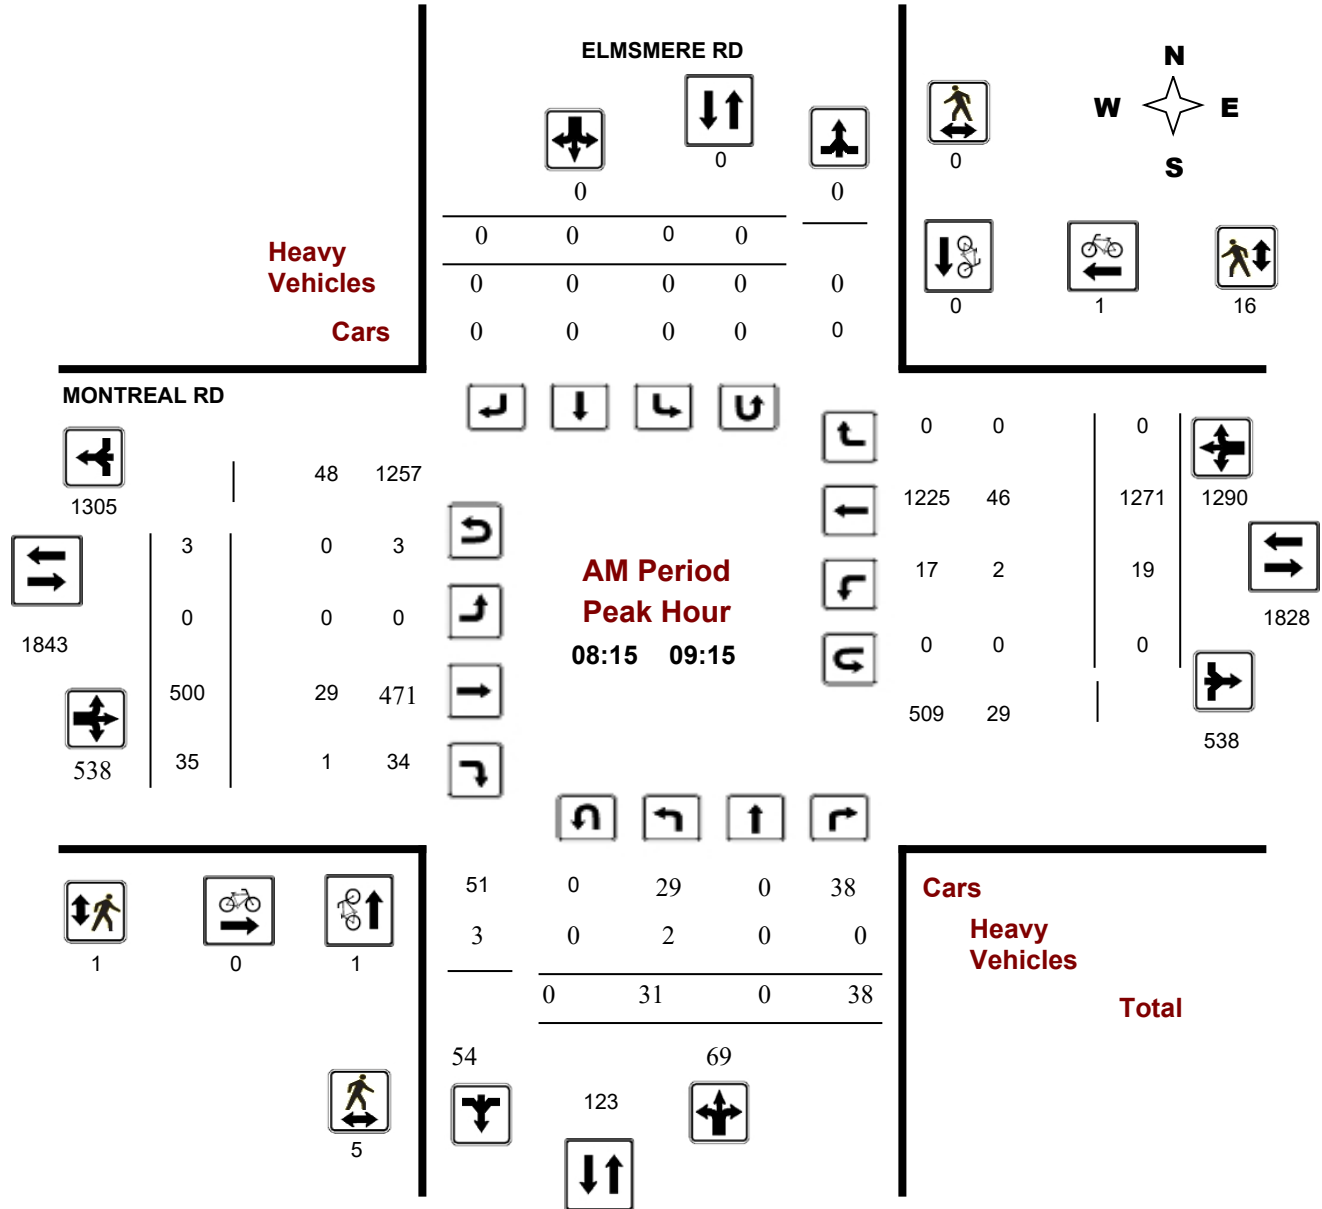 ELMSMERE RD
N
W E
S
0
0
0 0
0
0 0 0 0
Heavy
Vehicles
0 0 0 0 0
Cars
0 0 0 0 0
0 1 16
MONTREAL RD
0 0 0
48 1257
1305
1225 46 1271 1290
3 0 3
AM Period
17 2 19
Peak Hour
0 0 0
1828
1843
08:15 09:15
0 0 0
500 29 471
509 29
538
538 35 1 34
51 0 29 0 38
Cars
3 0 2 0 0
Heavy
Vehicles
1 0 1
0 31 0 38
Total
54 69
123
5